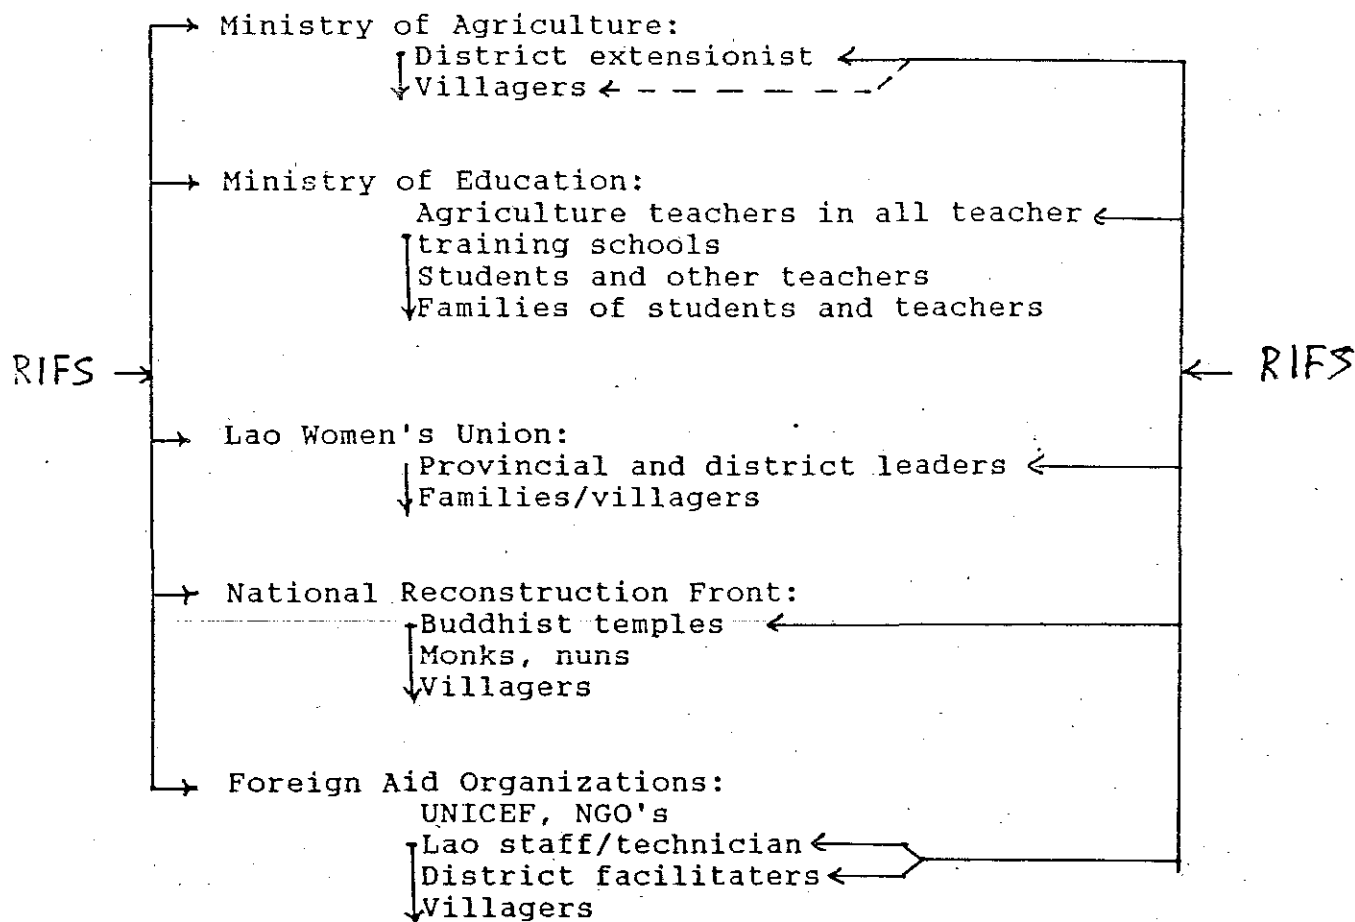 Ministry of Agriculture:
District extensionist
Villagers
Ministry of Education:
Agriculture teachers in all teacher
training schools
Students and other teachers
Families of students and teachers
RIFS
RIFS
Lao Women's Union:
Provincial and district leaders
Families/villagers
National Reconstruction Front:
Buddhist temples
Monks, nuns
Villagers
Foreign Aid Organizations:
UNICEF, NGO's
Lao staff/technician
District facilitaters
Villagers